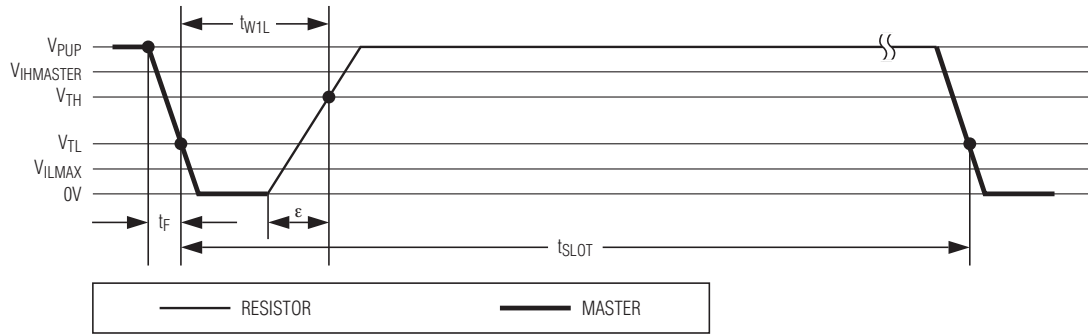 tW1L
VPUP
VIHMASTER
VTH
VTL
VILMAX
0V
tF
ε
tSLOT
RESISTOR
MASTER